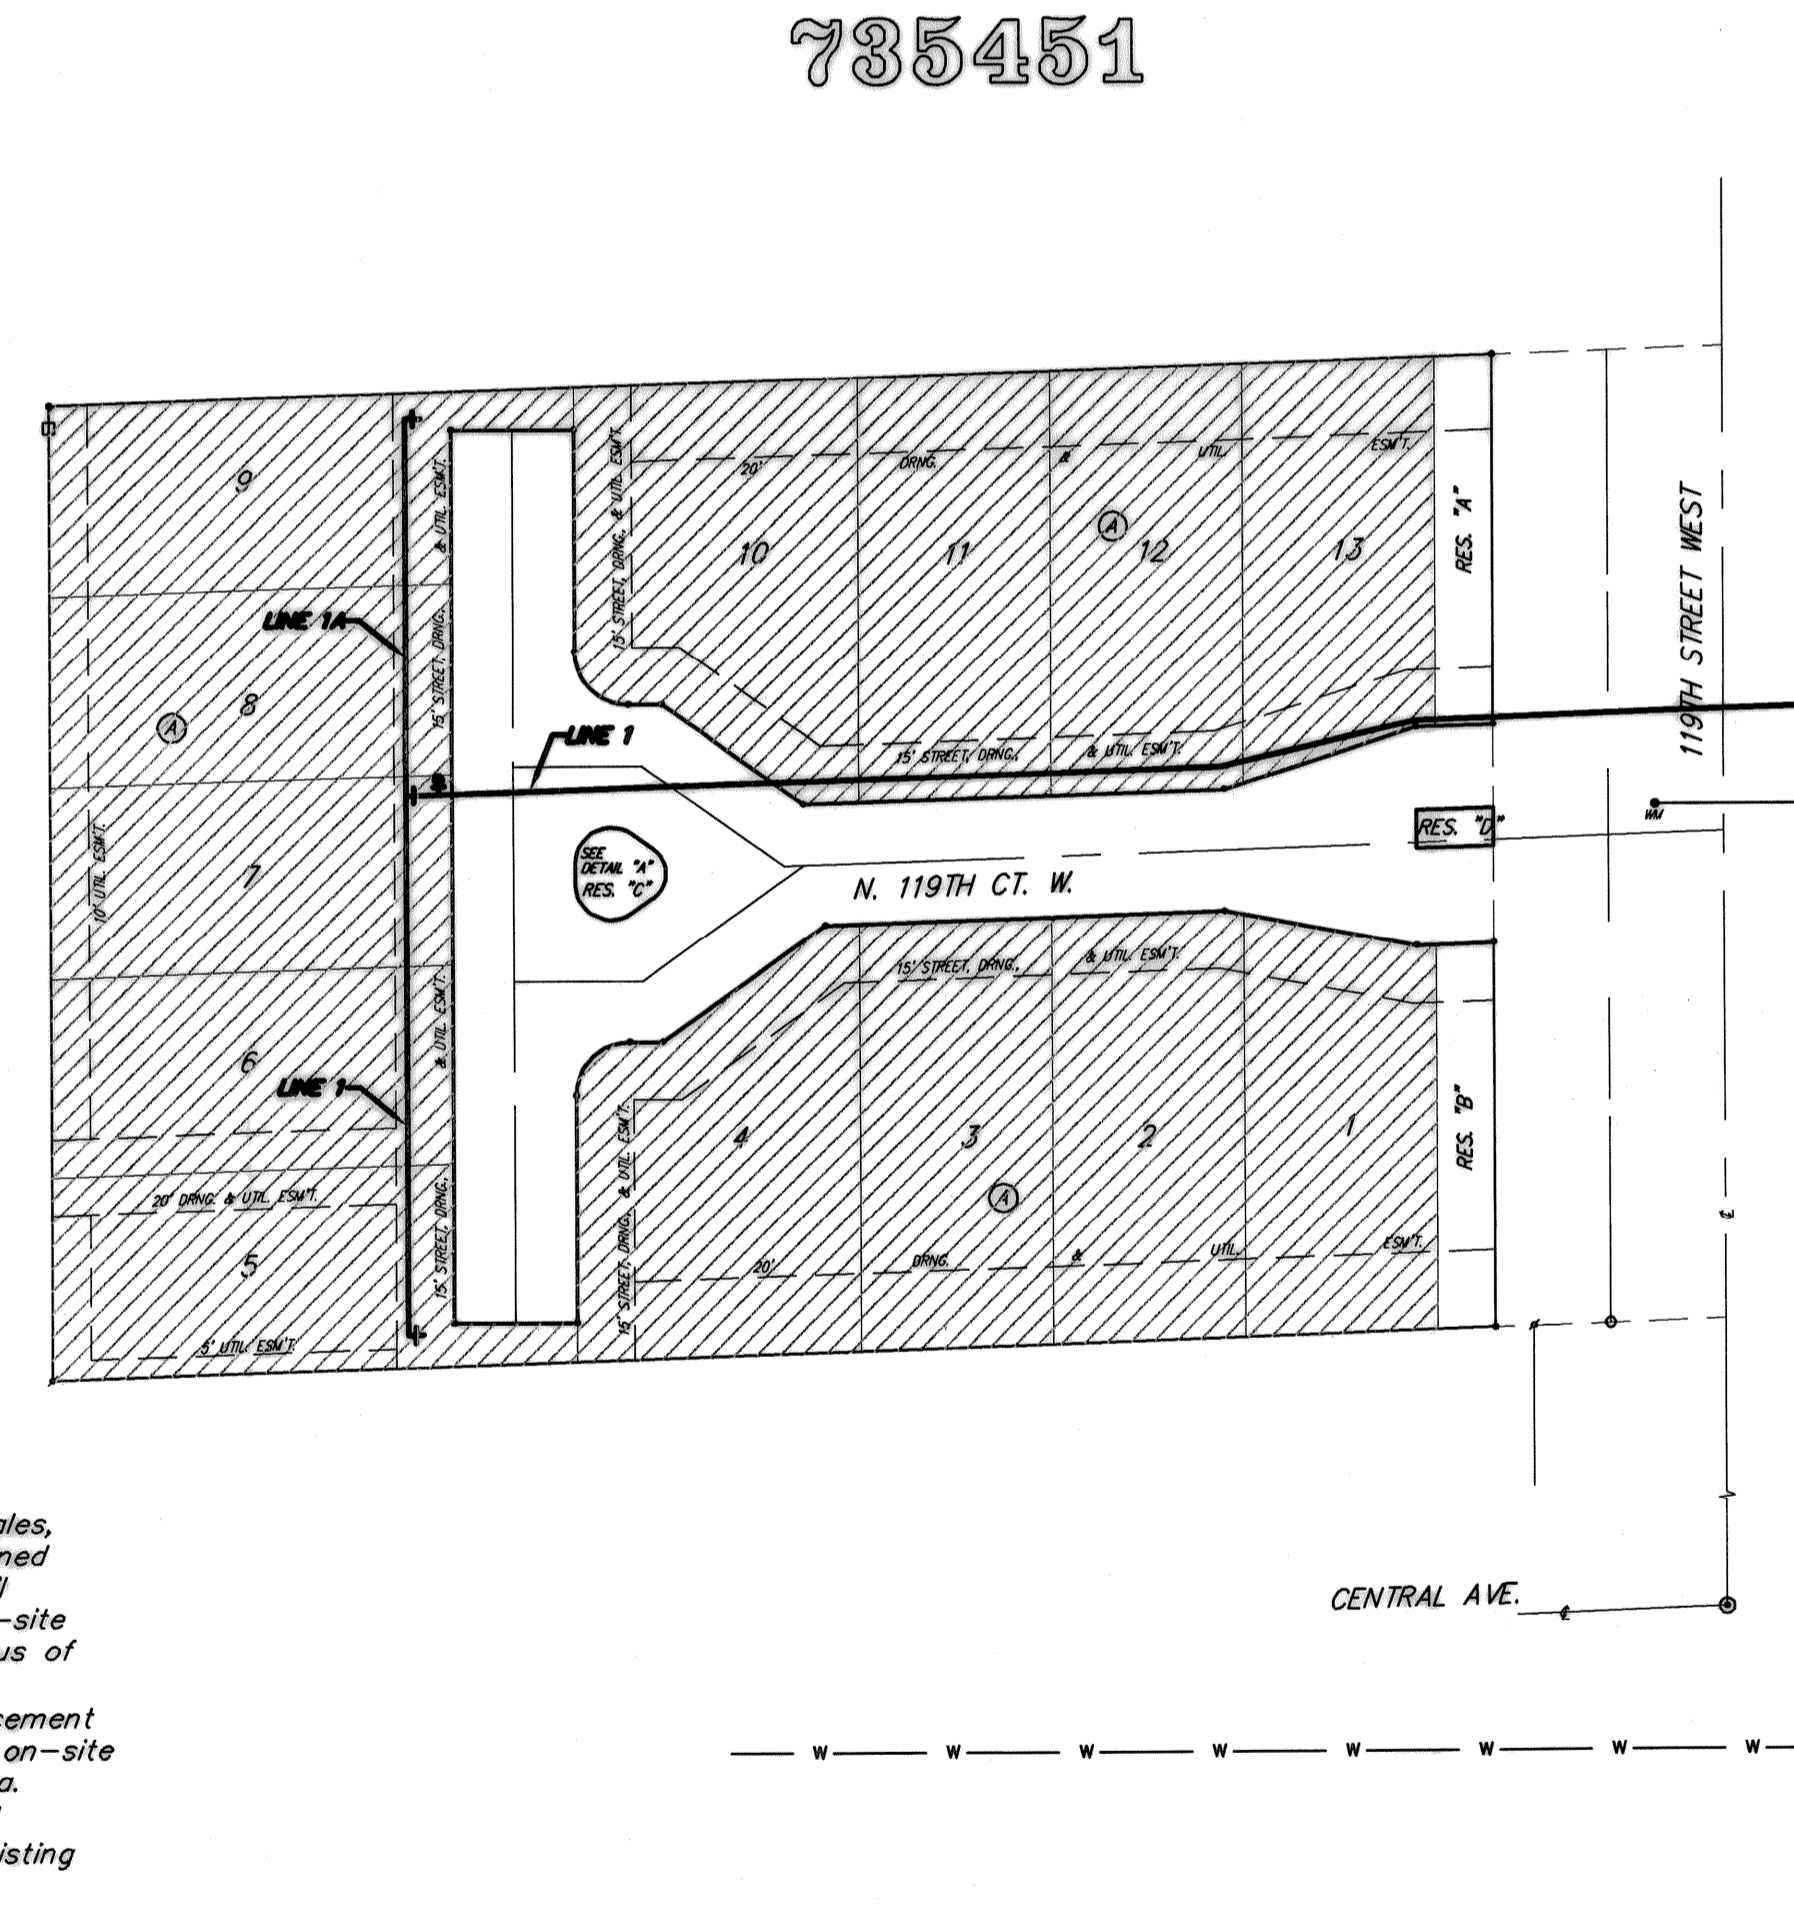 735451
9
15' STREET, DRNG., & UTIL. ESM'T.
15' STREET, DRNG., & UTIL. ESM'T.
20' DRNG. & UTIL. ESM'T.
10
11
A
12
13
RES. "A"
119TH STREET WEST
LINE 1A
8
A
LINE 1
15' STREET, DRNG., & UTIL. ESM'T.
WM
RES. "D"
SEE
DETAIL "A"
RES. "C"
N. 119TH CT. W.
7
10' UTIL. ESM'T.
15' STREET, DRNG., & UTIL. ESM'T.
6
LINE 1
15' STREET, DRNG., & UTIL. ESM'T.
15' STREET, DRNG., & UTIL. ESM'T.
4
3
2
1
RES. "B"
A
20' DRNG. & UTIL. ESM'T.
5
20' DRNG. & UTIL. ESM'T.
5' UTIL. ESM'T.
ales,
ned
-site
us of
CENTRAL AVE.
cement
on-site
a.
isting
W W W W W W W W